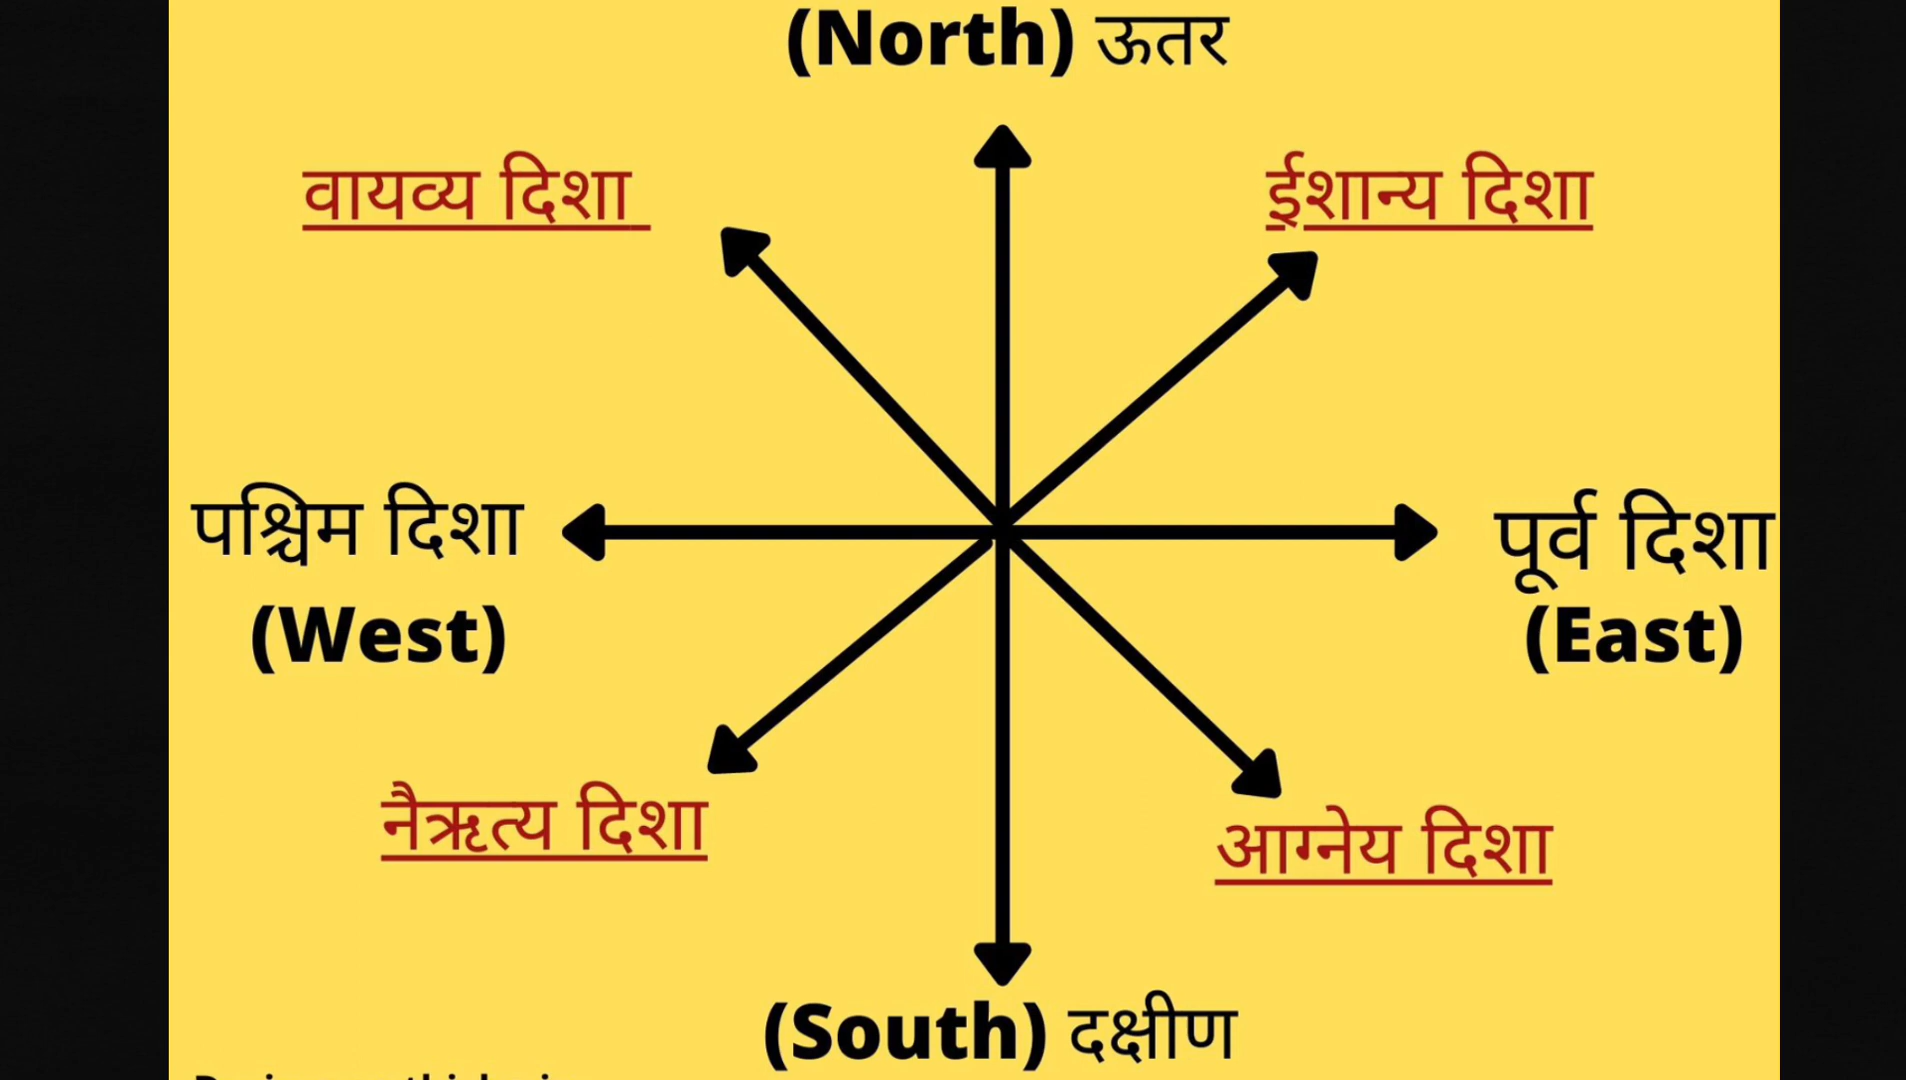 (North) ऊतर
वायव्य दिशा
ईशान्य दिशा
पश्चिम दिशा
(West)
पूर्व दिशा
(East)
नैऋत्य दिशा
आग्नेय दिशा
(South) दक्षीण